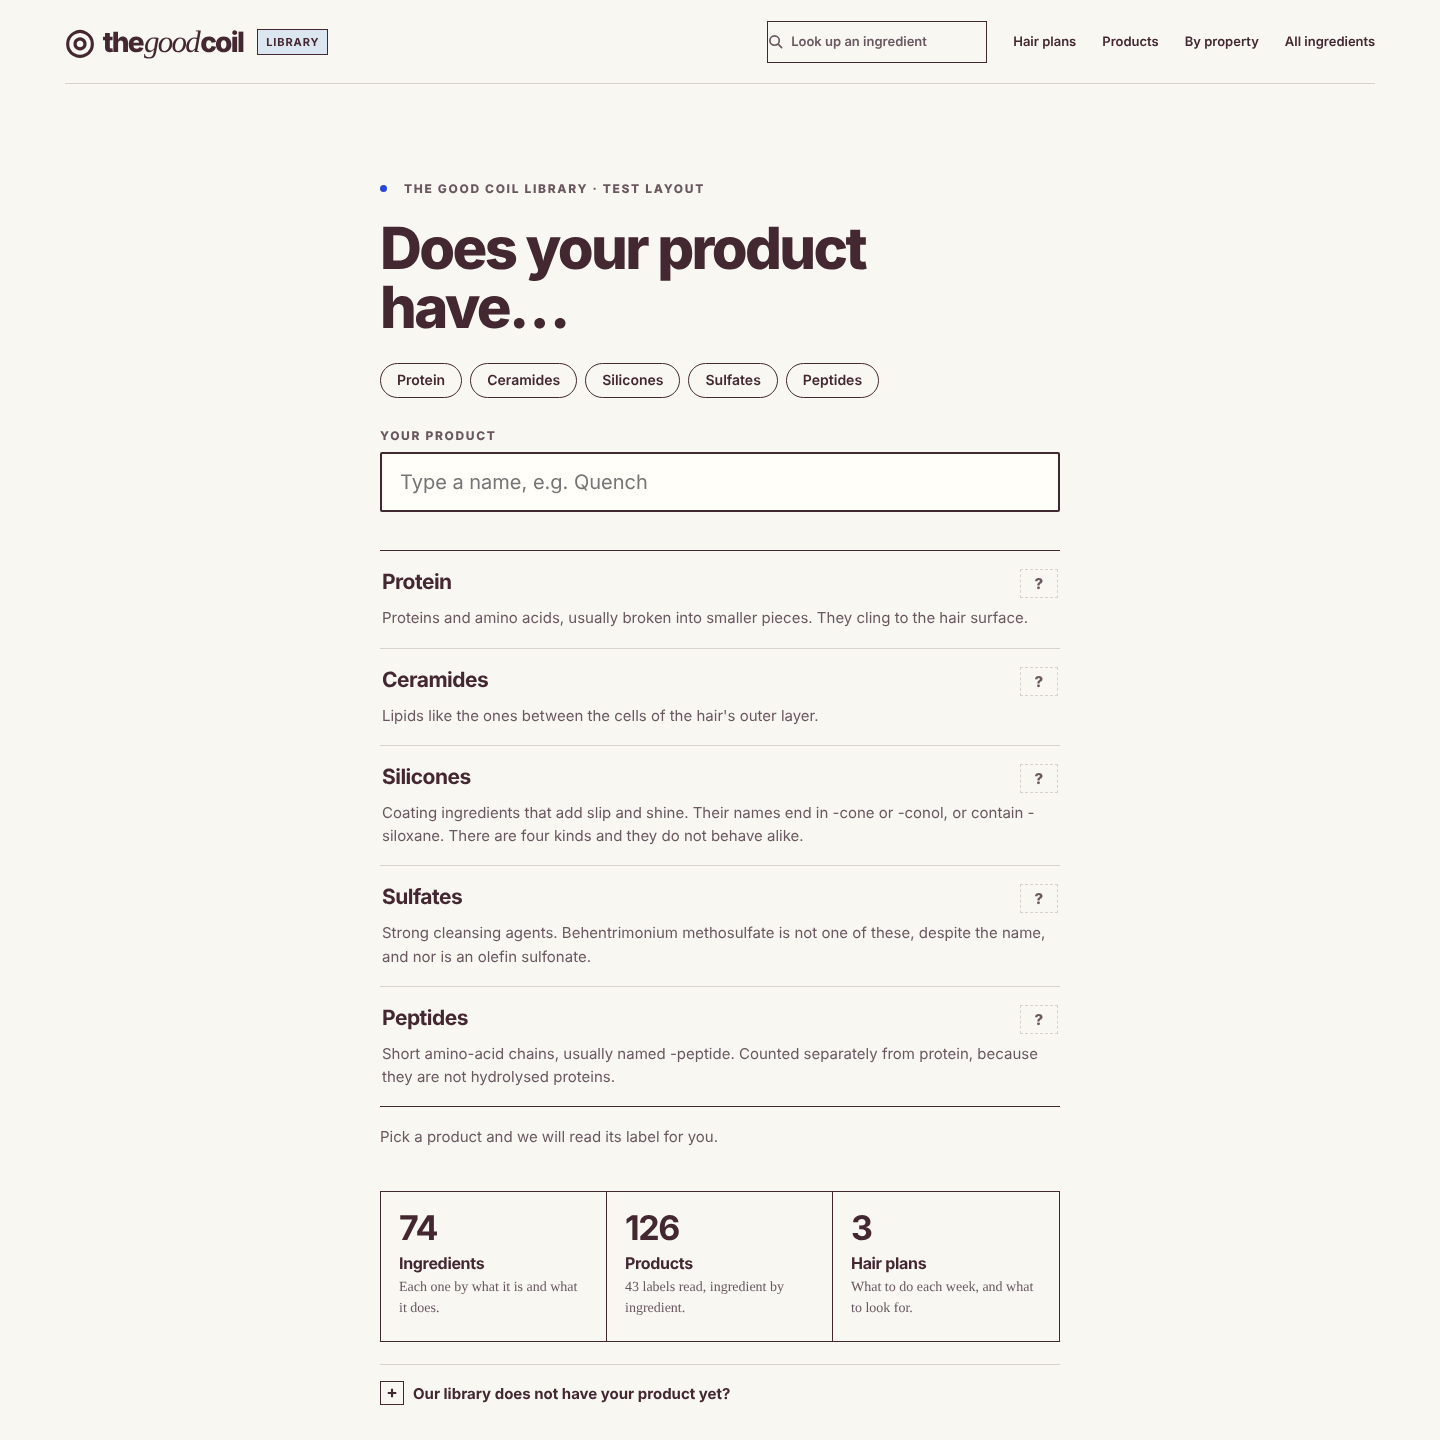 thegoodcoil LIBRARY Look up an ingredient Hair plans Products By property All ingredients
THE GOOD COIL LIBRARY · TEST LAYOUT
Does your product
have…
Protein Ceramides Silicones Sulfates Peptides
YOUR PRODUCT
Type a name, e.g. Quench
Protein ?
Proteins and amino acids, usually broken into smaller pieces. They cling to the hair surface.
Ceramides ?
Lipids like the ones between the cells of the hair's outer layer.
Silicones ?
Coating ingredients that add slip and shine. Their names end in -cone or -conol, or contain -
siloxane. There are four kinds and they do not behave alike.
Sulfates ?
Strong cleansing agents. Behentrimonium methosulfate is not one of these, despite the name,
and nor is an olefin sulfonate.
Peptides ?
Short amino-acid chains, usually named -peptide. Counted separately from protein, because
they are not hydrolysed proteins.
Pick a product and we will read its label for you.
74 126 3
Ingredients Products Hair plans
Each one by what it is and what 43 labels read, ingredient by What to do each week, and what
it does. ingredient. to look for.
+ Our library does not have your product yet?